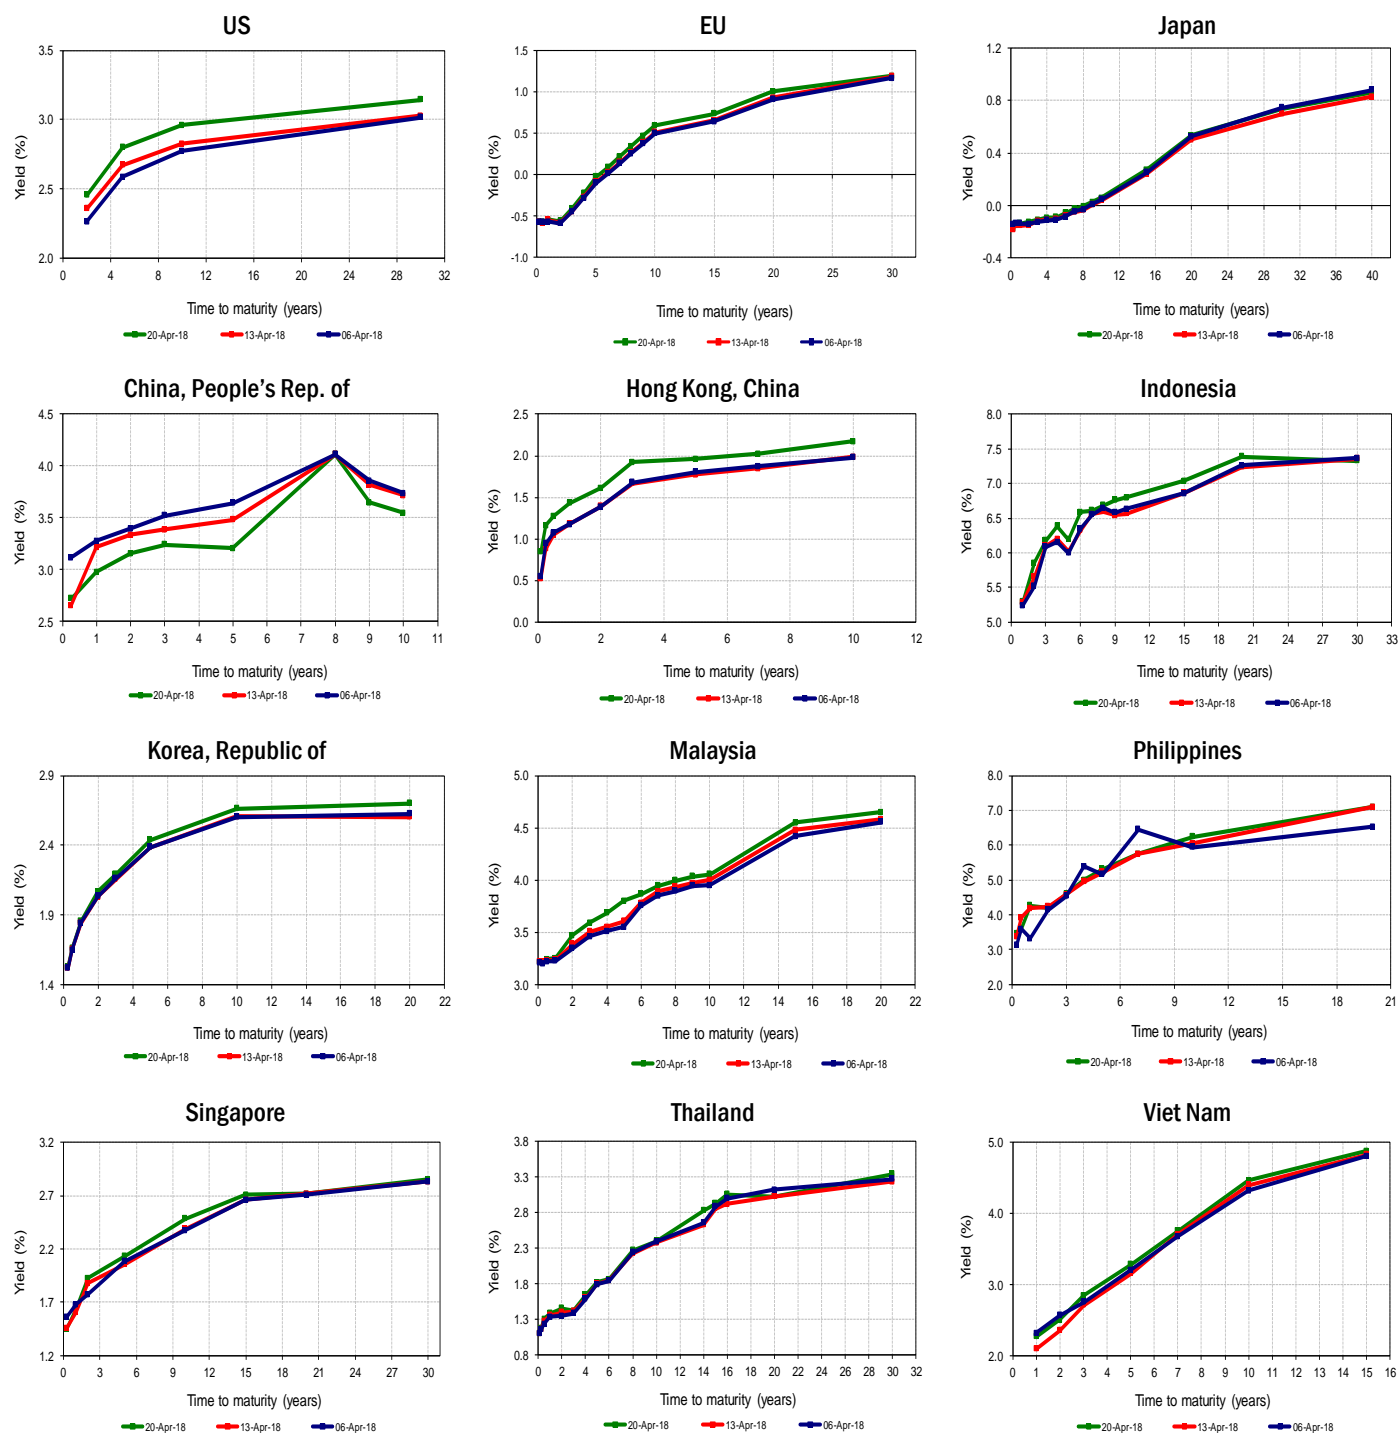 US
EU
Japan
3.5
3.0
2.5
2.0
Yield (%)
0 4 8 12 16 20 24 28 32
Time to maturity (years)
20-Apr-18 13-Apr-18 06-Apr-18
1.5
1.0
0.5
0.0
-0.5
-1.0
Yield (%)
0 5 10 15 20 25 30
Time to maturity (years)
20-Apr-18 13-Apr-18 06-Apr-18
1.2
0.8
0.4
0.0
-0.4
Yield (%)
0 4 8 12 16 20 24 28 32 36 40
Time to maturity (years)
20-Apr-18 13-Apr-18 06-Apr-18
China, People's Rep. of
Hong Kong, China
Indonesia
4.5
4.0
3.5
3.0
2.5
Yield (%)
0 1 2 3 4 5 8 9 10 11
Time to maturity (years)
20-Apr-18 13-Apr-18 06-Apr-18
2.5
2.0
1.5
1.0
0.5
0.0
Yield (%)
0 2 4 6 8 10 12
Time to maturity (years)
20-Apr-18 13-Apr-18 06-Apr-18
8.0
7.5
7.0
6.5
6.0
5.5
5.0
Yield (%)
0 3 6 9 12 15 18 21 24 27 30 33
Time to maturity (years)
20-Apr-18 13-Apr-18 06-Apr-18
Korea, Republic of
Malaysia
Philippines
2.9
2.4
1.9
1.4
Yield (%)
0 2 4 6 8 10 12 14 16 18 20 22
Time to maturity (years)
20-Apr-18 13-Apr-18 06-Apr-18
5.0
4.5
4.0
3.5
3.0
Yield (%)
0 2 4 6 8 10 12 14 16 18 20 22
Time to maturity (years)
20-Apr-18 13-Apr-18 06-Apr-18
8.0
7.0
6.0
5.0
4.0
3.0
2.0
Yield (%)
0 3 6 9 12 15 18 21
Time to maturity (years)
20-Apr-18 13-Apr-18 06-Apr-18
Singapore
Thailand
Viet Nam
3.2
2.7
2.2
1.7
1.2
Yield (%)
0 3 6 9 12 15 18 21 24 27 30
Time to maturity (years)
20-Apr-18 13-Apr-18 06-Apr-18
3.8
3.3
2.8
2.3
1.8
1.3
0.8
Yield (%)
0 2 4 6 8 10 12 14 16 18 20 22 24 26 28 30 32
Time to maturity (years)
20-Apr-18 13-Apr-18 06-Apr-18
5.0
4.0
3.0
2.0
Yield (%)
0 1 2 3 4 5 6 7 8 9 10 11 12 13 14 15 16
Time to maturity (years)
20-Apr-18 13-Apr-18 06-Apr-18